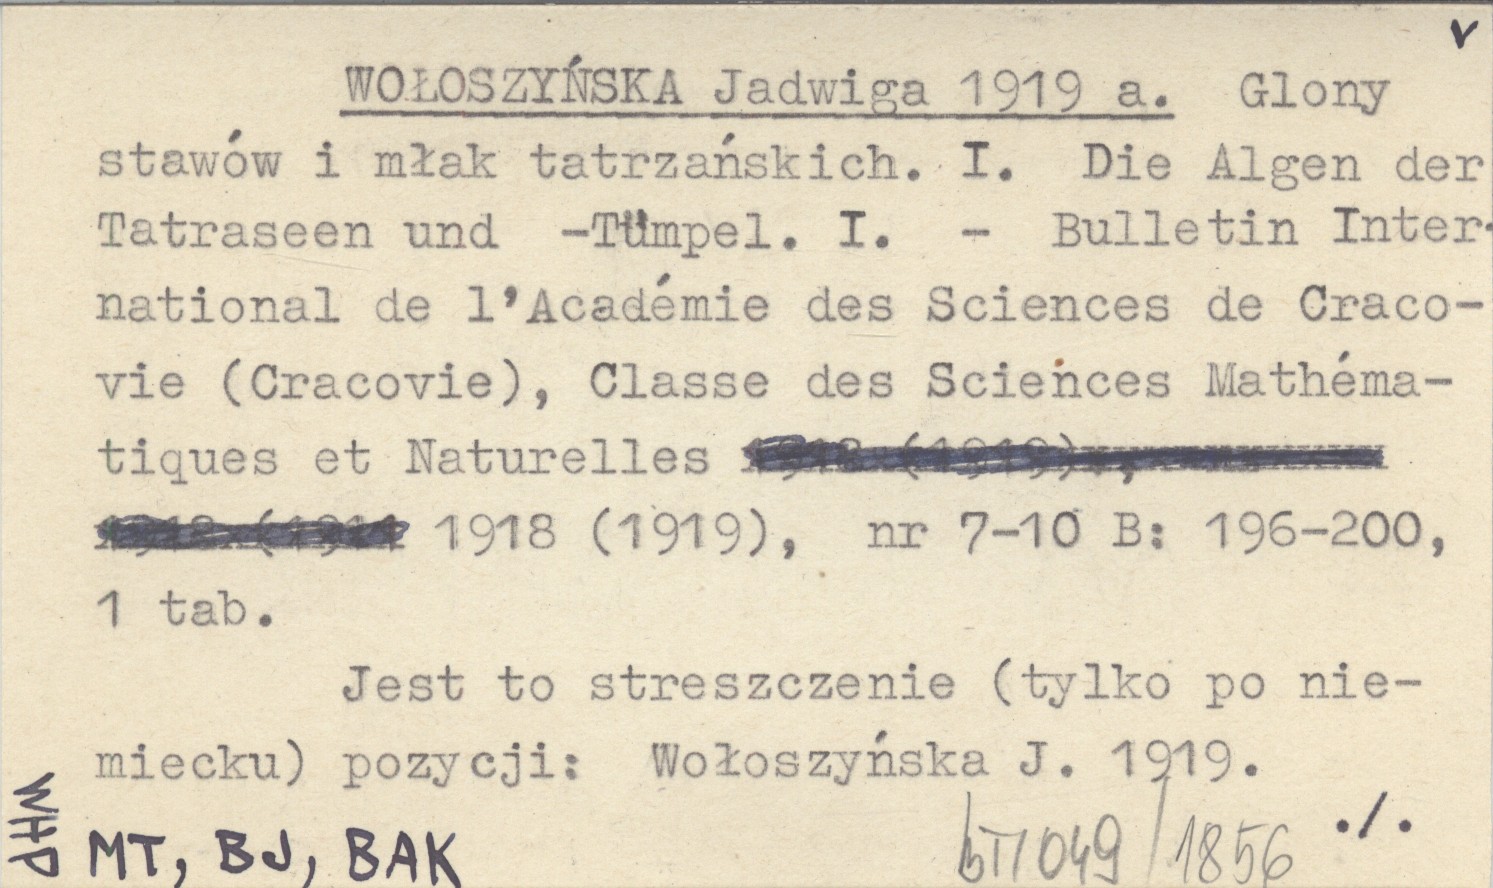 v
WOŁOSZYŃSKA Jadwiga 1919 a. Glony
stawów i młak tatrzańskich. I. Die Algen der
Tatraseen und -Tümpel. I. - Bulletin Inter-
national de l'Académie des Sciences de Craco-
vie (Cracovie), Classe des Sciences Mathéma-
tiques et Naturelles
1918 (1919), nr 7-10 B: 196-200,
1 tab.
Jest to streszczenie (tylko po nie-
miecku) pozycji: Wołoszyńska J. 1919.
WHP
MT, BJ, BAK
049/1856
./.